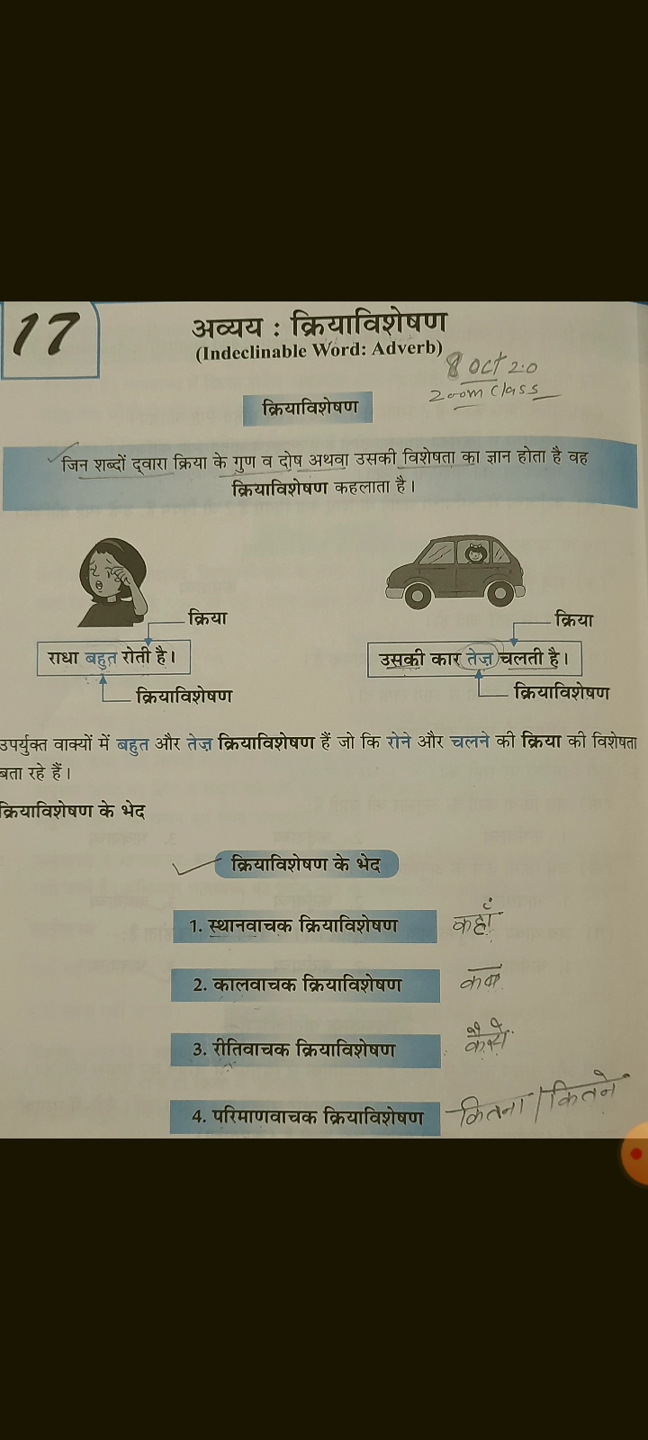 17
अव्यय : क्रियाविशेषण
(Indeclinable Word: Adverb)
8 Oct 20
Zoom Class
क्रियाविशेषण
जिन शब्दों द्वारा क्रिया के गुण व दोष अथवा उसकी विशेषता का ज्ञान होता है वह
क्रियाविशेषण कहलाता है।
क्रिया
राधा बहुत रोती है।
क्रियाविशेषण
क्रिया
उसकी कार तेज़ चलती है।
क्रियाविशेषण
उपर्युक्त वाक्यों में बहुत और तेज़ क्रियाविशेषण हैं जो कि रोने और चलने की क्रिया की विशेषता
बता रहे हैं।
क्रियाविशेषण के भेद
क्रियाविशेषण के भेद
1. स्थानवाचक क्रियाविशेषण कहाँ
2. कालवाचक क्रियाविशेषण कब
3. रीतिवाचक क्रियाविशेषण कैसे
4. परिमाणवाचक क्रियाविशेषण कितना / कितने